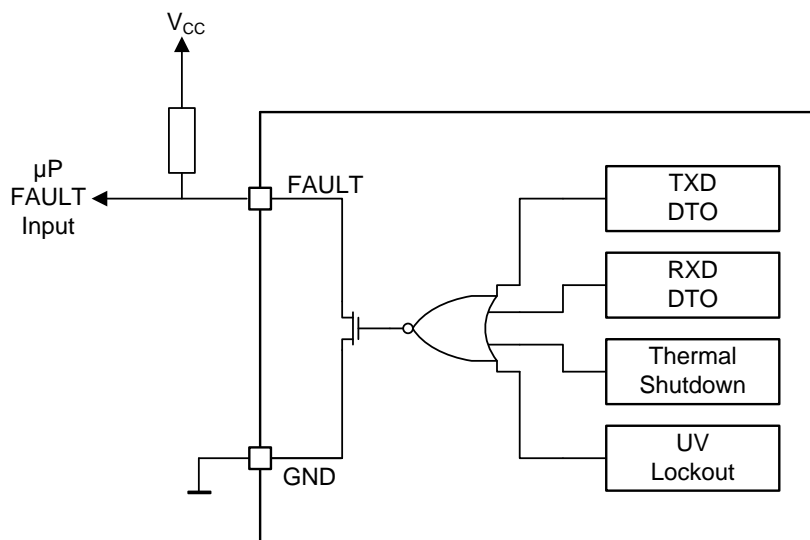 VCC
µP
FAULT
Input
FAULT
GND
TXD
DTO
RXD
DTO
Thermal
Shutdown
UV
Lockout